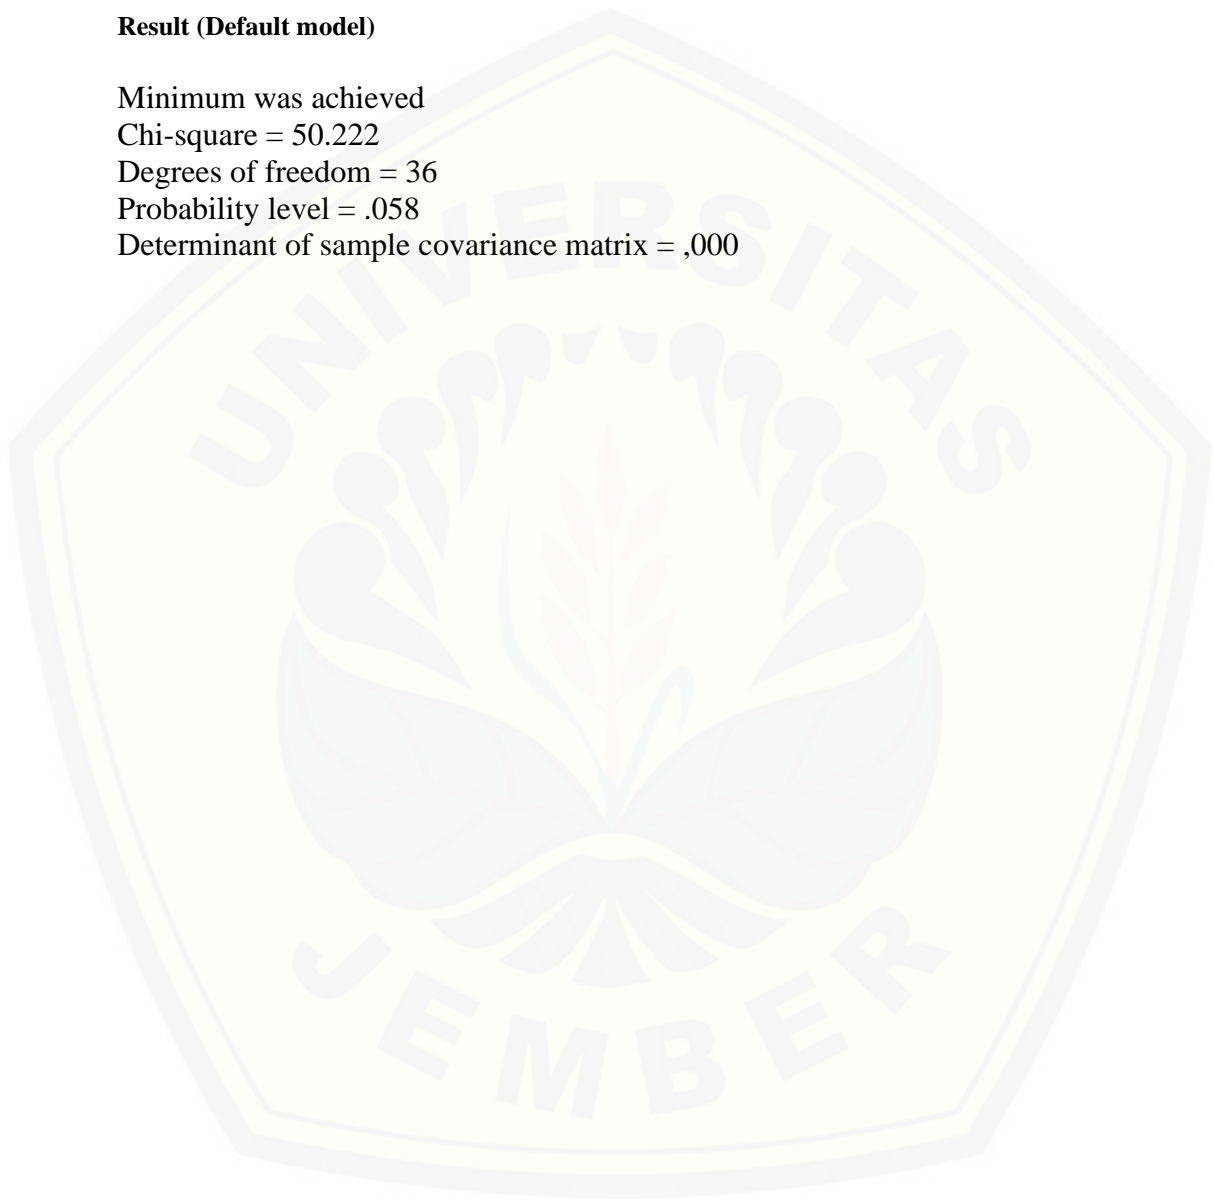 Result (Default model)
Minimum was achieved
Chi-square = 50.222
Degrees of freedom = 36
Probability level = .058
Determinant of sample covariance matrix = ,000
UNIVERSITAS
JEMBER